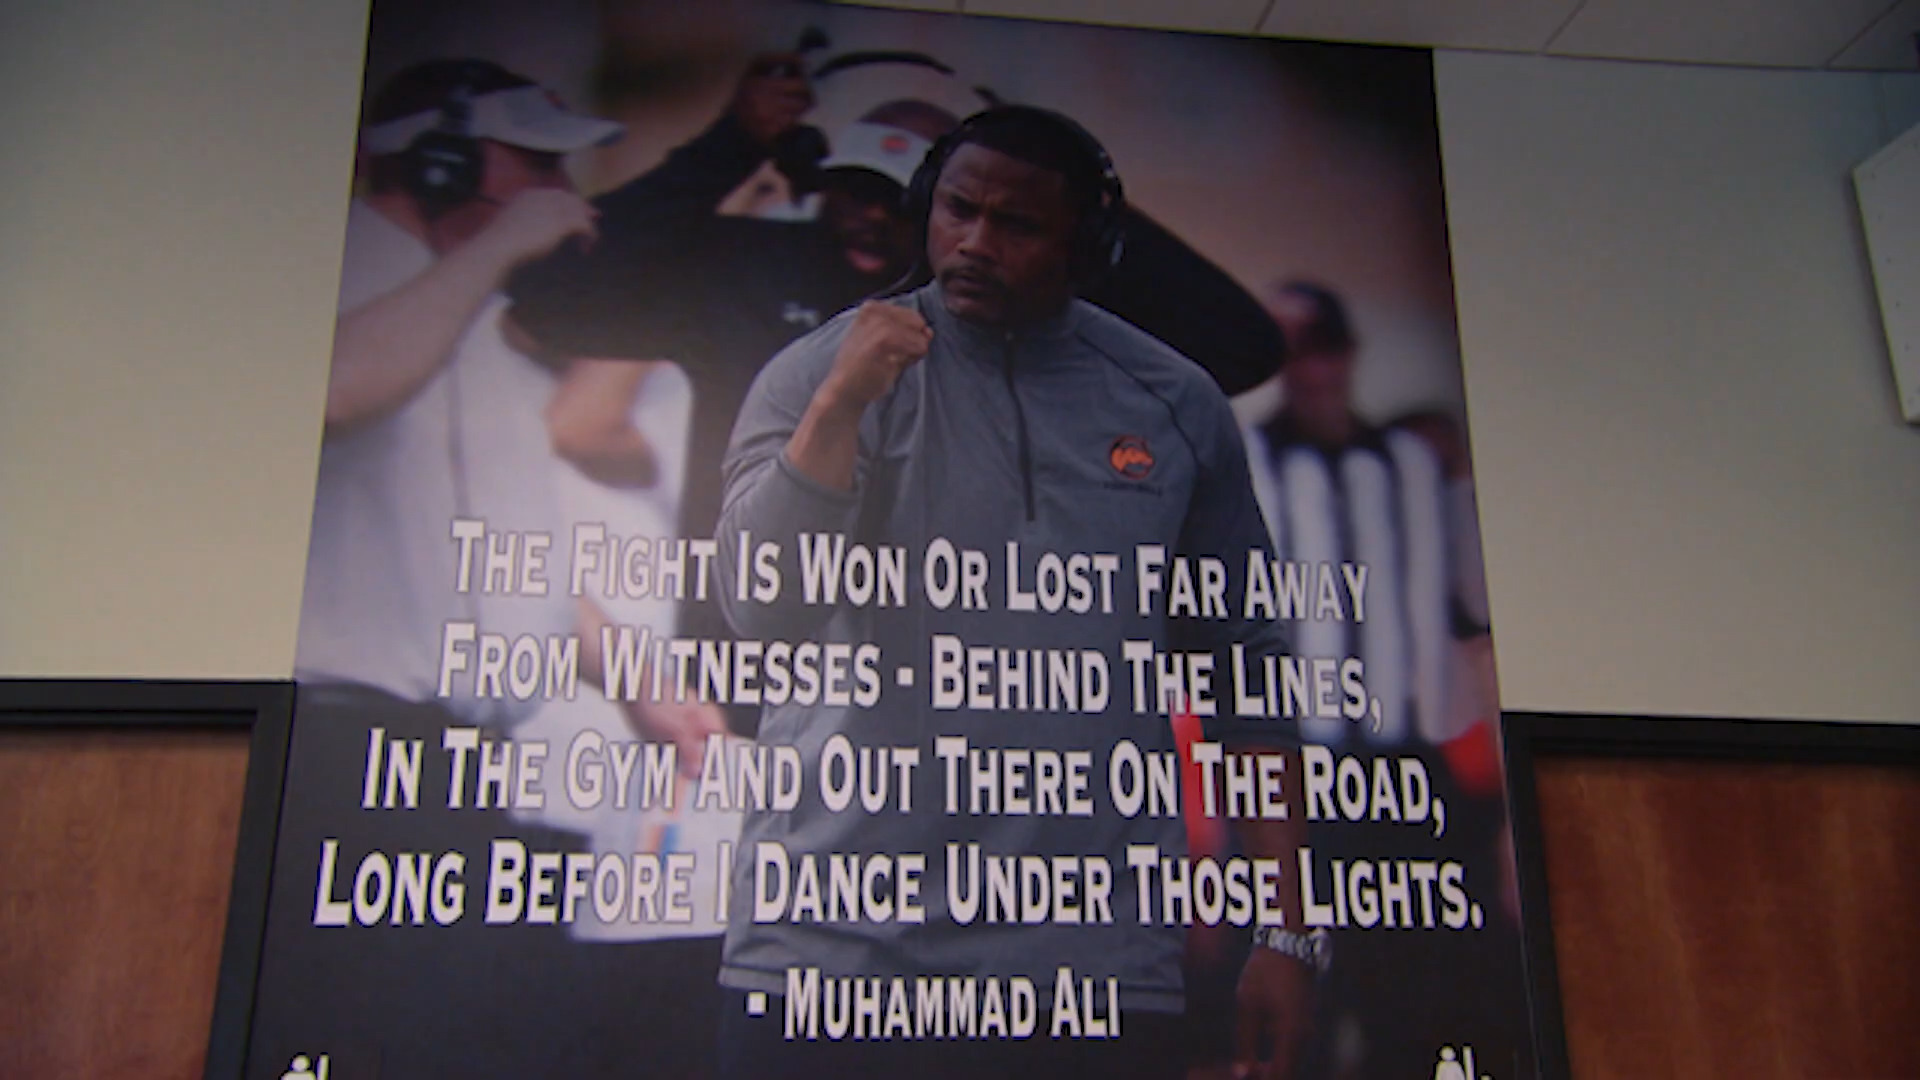 The Fight Is Won Or Lost Far Away
From Witnesses - Behind The Lines,
In The Gym And Out There On The Road,
Long Before I Dance Under Those Lights.
- Muhammad Ali